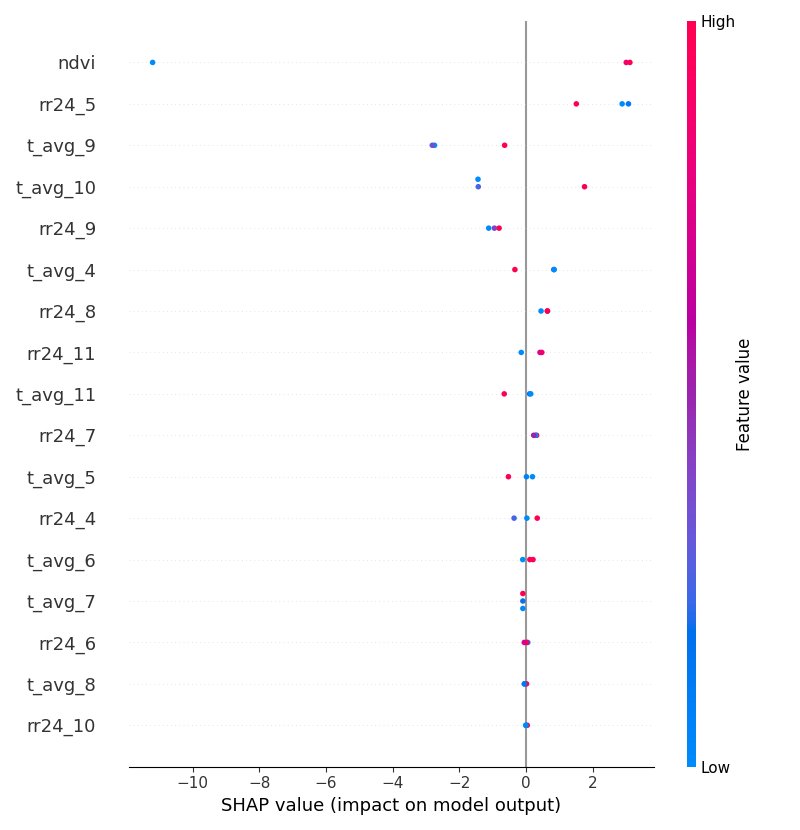 High
ndvi
rr24_5
t_avg_9
t_avg_10
rr24_9
t_avg_4
rr24_8
rr24_11
t_avg_11
rr24_7
t_avg_5
rr24_4
t_avg_6
t_avg_7
rr24_6
t_avg_8
rr24_10
Feature value
Low
−10 −8 −6 −4 −2 0 2
SHAP value (impact on model output)